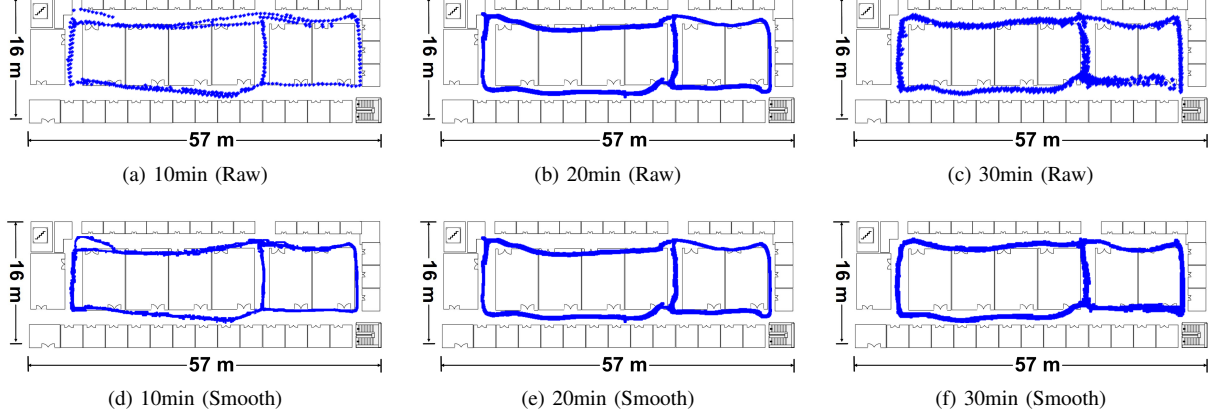 16 m
57 m
(a) 10min (Raw)
16 m
57 m
(b) 20min (Raw)
16 m
57 m
(c) 30min (Raw)
16 m
57 m
(d) 10min (Smooth)
16 m
57 m
(e) 20min (Smooth)
16 m
57 m
(f) 30min (Smooth)